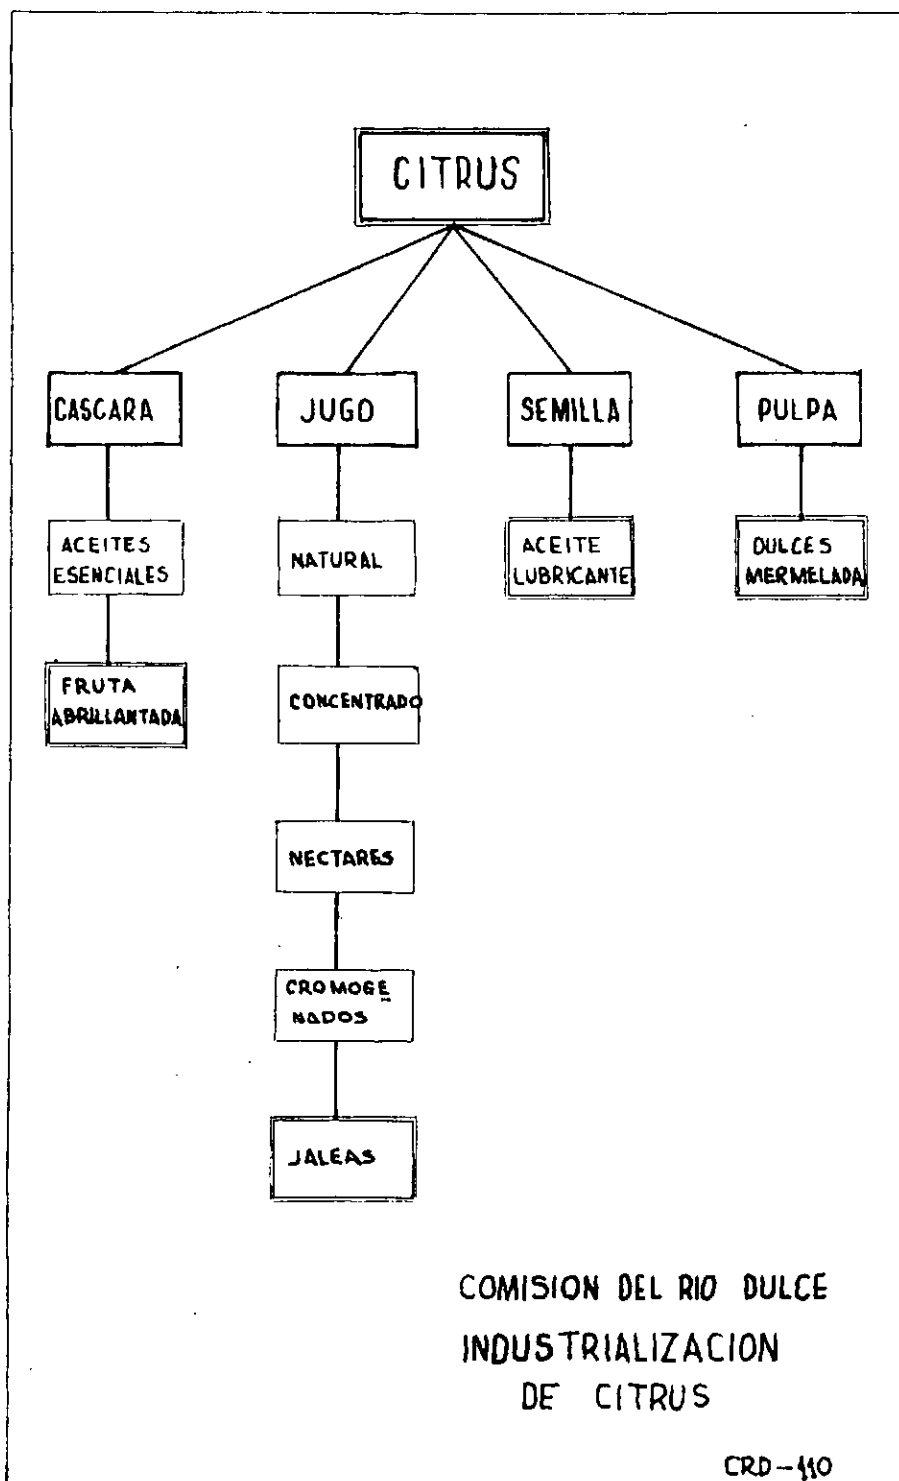 CITRUS
CASCARA
JUGO
SEMILLA
PULPA
ACEITES
ESENCIALES
NATURAL
ACEITE
LUBRICANTE
DULCES
MERMELADA
FRUTA
ABRILLANTADA
CONCENTRADO
NECTARES
CROMOGE
NADOS
JALEAS
COMISION DEL RIO DULCE
INDUSTRIALIZACION
DE CITRUS
CRD-110